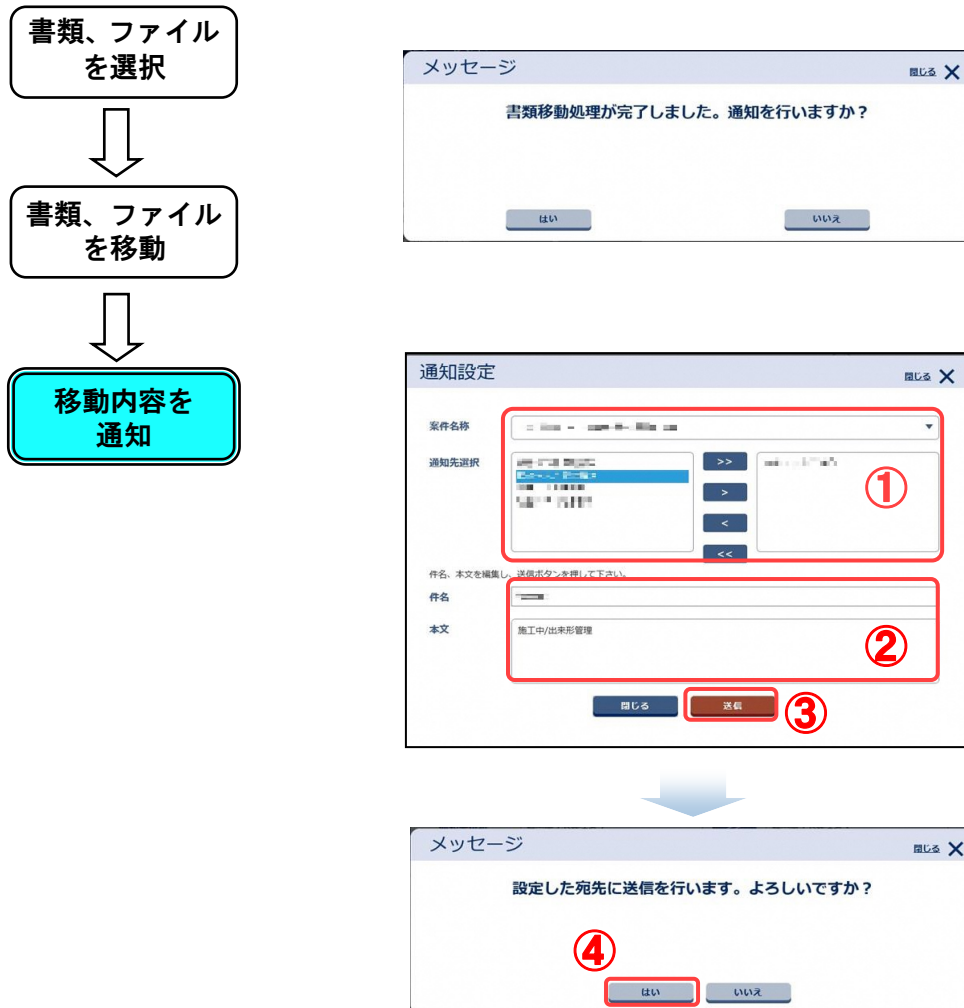 書類、ファイル
を選択
書類、ファイル
を移動
移動内容を
通知
メッセージ
閉じる ×
書類移動処理が完了しました。通知を行いますか？
はい
いいえ
通知設定
閉じる ×
案件名称
通知先選択
>>
>
<
<<
①
件名、本文を編集し、送信ボタンを押して下さい。
件名
本文
施工中/出来形管理
②
閉じる
送信
③
メッセージ
閉じる ×
設定した宛先に送信を行います。よろしいですか？
④
はい
いいえ